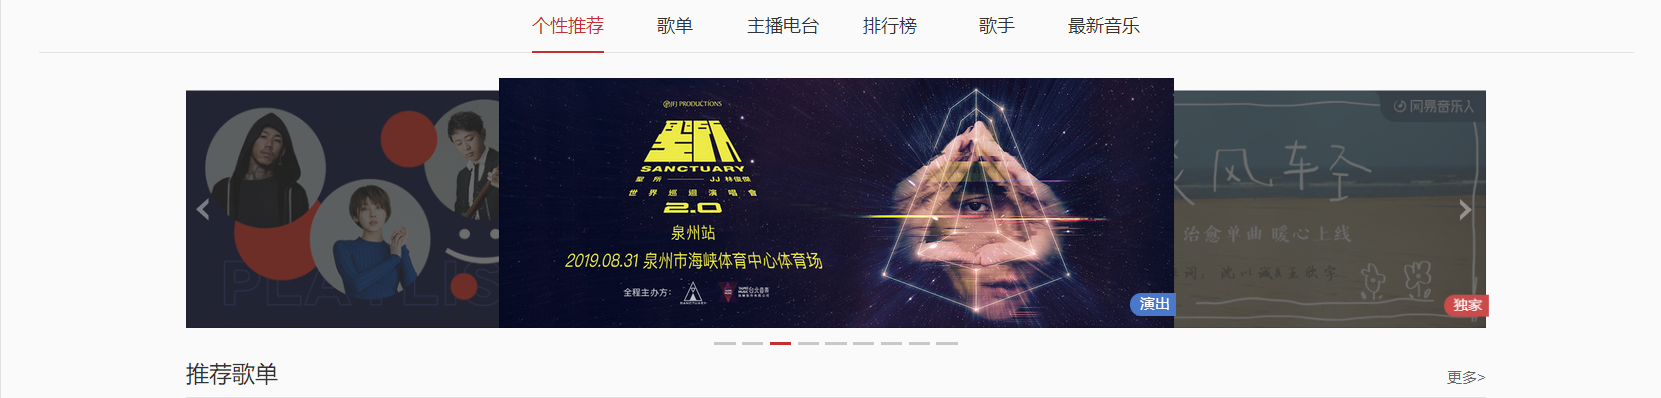 个性推荐 歌单 主播电台 排行榜 歌手 最新音乐
PLAYLIS
JFJ PRODUCTIONS
聖所
SANCTUARY
聖所 JJ 林俊傑
世界巡迴演唱會
2.0
泉州站
2019.08.31 泉州市海峡体育中心体育场
全程主办方：
SANCTUARY
演出
网易音乐人
风车轻
治愈单曲 暖心上线
独家
推荐歌单
更多>